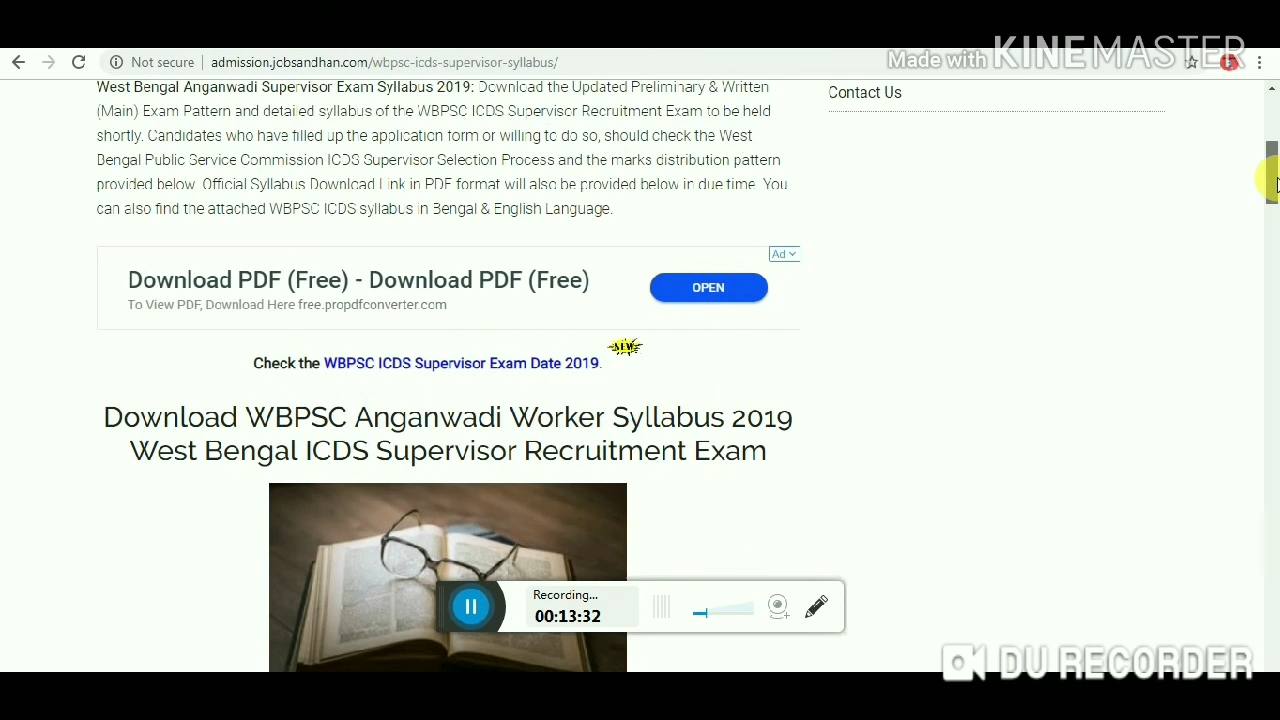 Made with KINEMASTER
Not secure | admission.jobsandhan.com/wbpsc-icds-supervisor-syllabus/
West Bengal Anganwadi Supervisor Exam Syllabus 2019: Download the Updated Preliminary & Written
(Main) Exam Pattern and detailed syllabus of the WBPSC ICDS Supervisor Recruitment Exam to be held
shortly. Candidates who have filled up the application form or willing to do so, should check the West
Bengal Public Service Commission ICDS Supervisor Selection Process and the marks distribution pattern
provided below. Official Syllabus Download Link in PDF format will also be provided below in due time. You
can also find the attached WBPSC ICDS syllabus in Bengal & English Language.
Contact Us
Ad
Download PDF (Free) - Download PDF (Free)
To View PDF, Download Here free.propdfconverter.com
OPEN
NEW
Check the WBPSC ICDS Supervisor Exam Date 2019.
Download WBPSC Anganwadi Worker Syllabus 2019
West Bengal ICDS Supervisor Recruitment Exam
Recording...
00:13:32
DU RECORDER